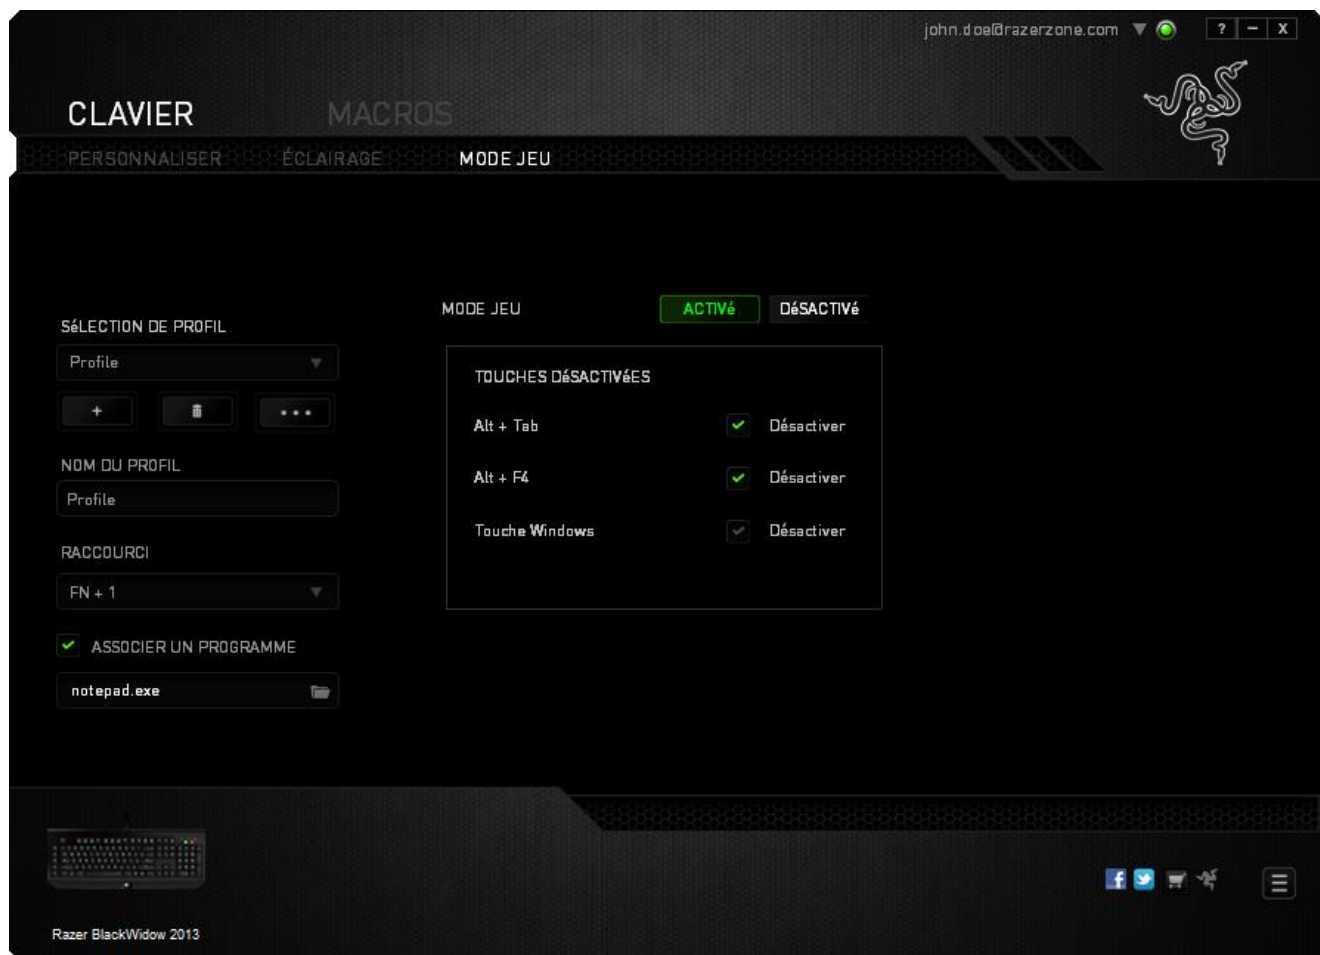 john.doe@razerzone.com
? – X
CLAVIER MACROS
PERSONNALISER ÉCLAIRAGE MODE JEU
MODE JEU ACTIVé DéSACTIVé
SéLECTION DE PROFIL
Profile
+ •••
NOM DU PROFIL
Profile
RACCOURCI
FN + 1
ASSOCIER UN PROGRAMME
notepad.exe
TOUCHES DéSACTIVéES
Alt + Tab Désactiver
Alt + F4 Désactiver
Touche Windows Désactiver
Razer BlackWidow 2013